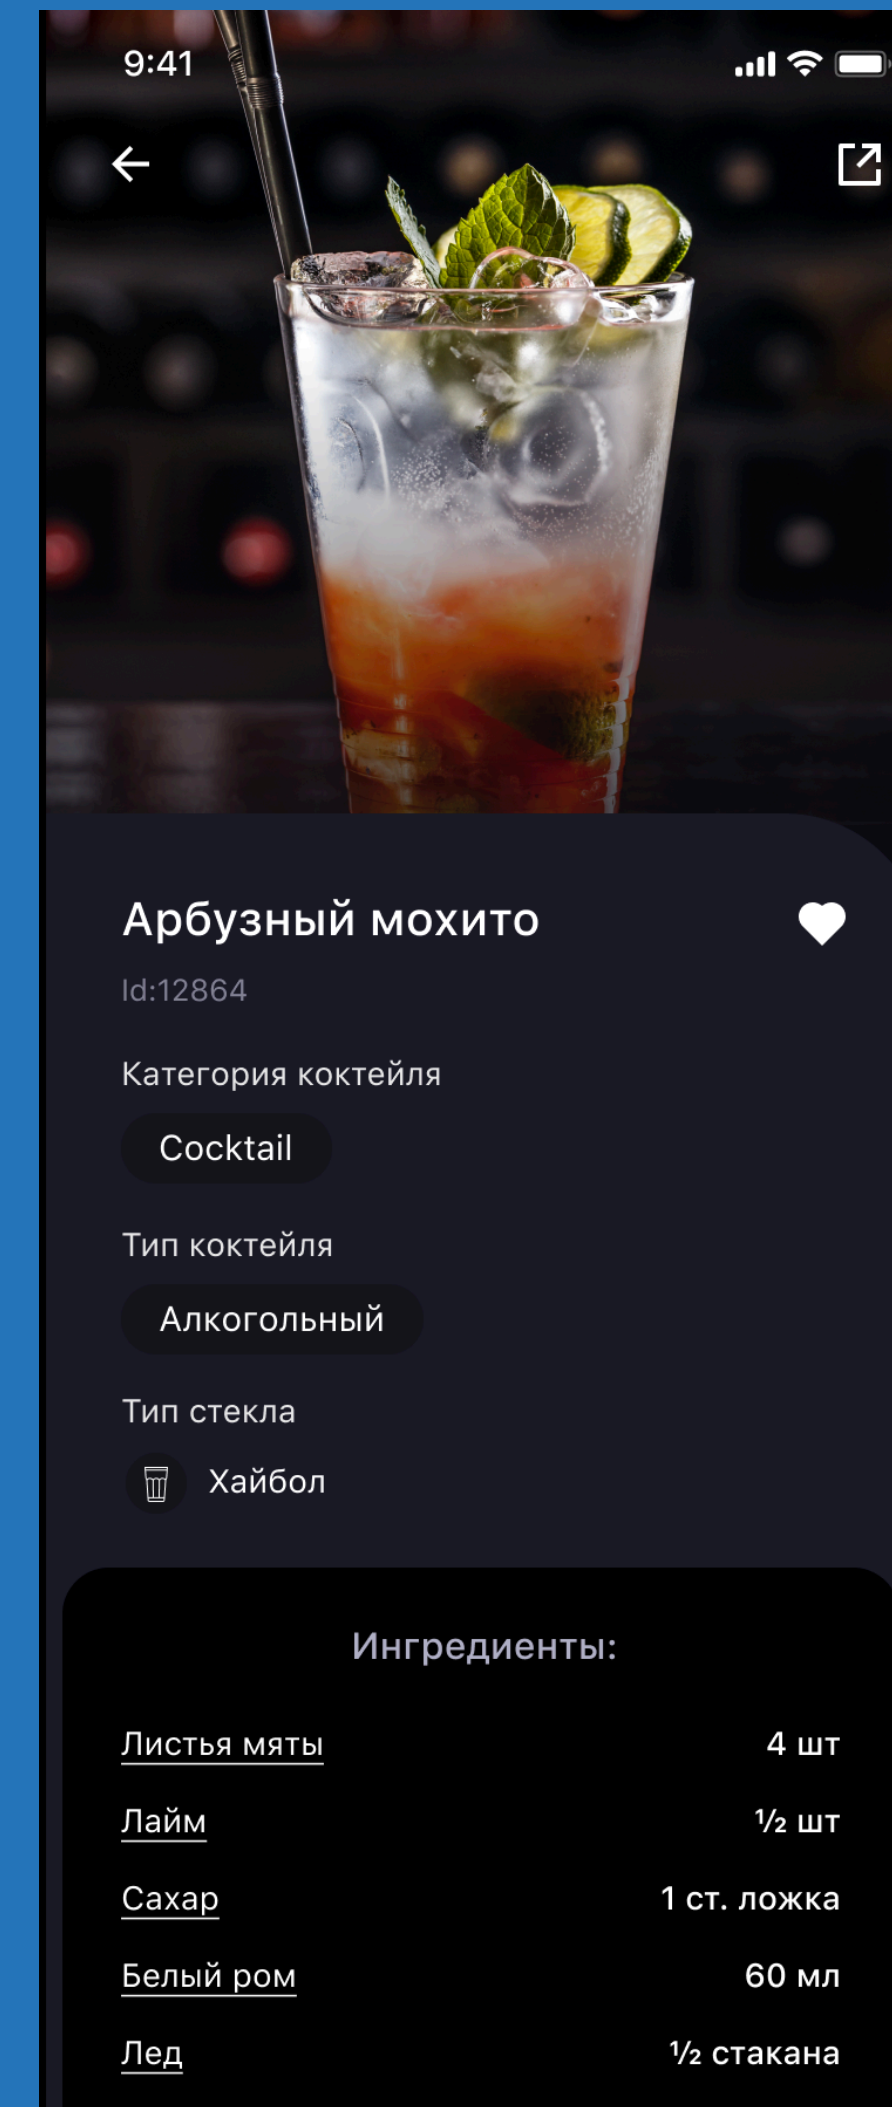 9:41
Арбузный мохито
Id:12864
Категория коктейля
Cocktail
Тип коктейля
Алкогольный
Тип стекла
Хайбол
Ингредиенты:
Листья мяты 4 шт
Лайм ½ шт
Сахар 1 ст. ложка
Белый ром 60 мл
Лед ½ стакана